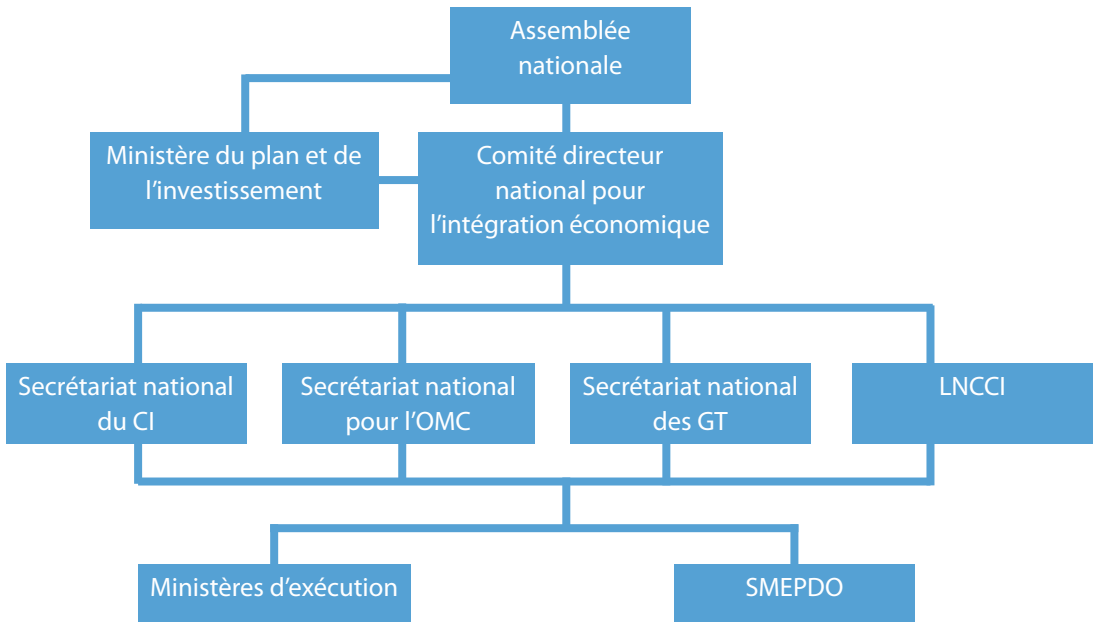 Assemblée
nationale
Ministère du plan et de
l'investissement
Comité directeur
national pour
l'intégration économique
Secrétariat national
du CI
Secrétariat national
pour l'OMC
Secrétariat national
des GT
LNCCI
Ministères d'exécution
SMEPDO